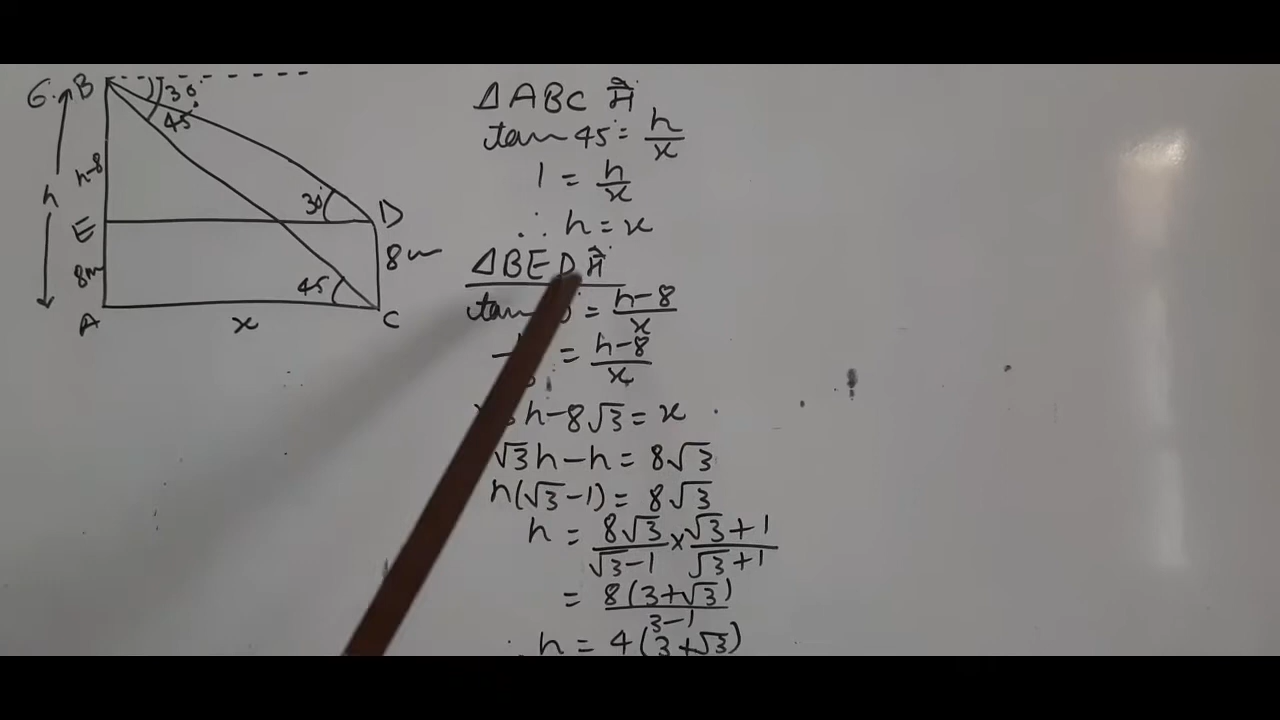 6. B 30°
45°
h-8
h
30° D
E
8m
8m
45
A x C
ΔABC में
tan 45° = h/x
1 = h/x
∴ h = x
ΔBED में
= h-8/x
= h-8/x
h-8√3 = x
√3h-h = 8√3
h(√3-1) = 8√3
h = 8√3/√3-1 × √3+1/√3+1
= 8(3+√3)/3-1
∴ h = 4(3+√3)